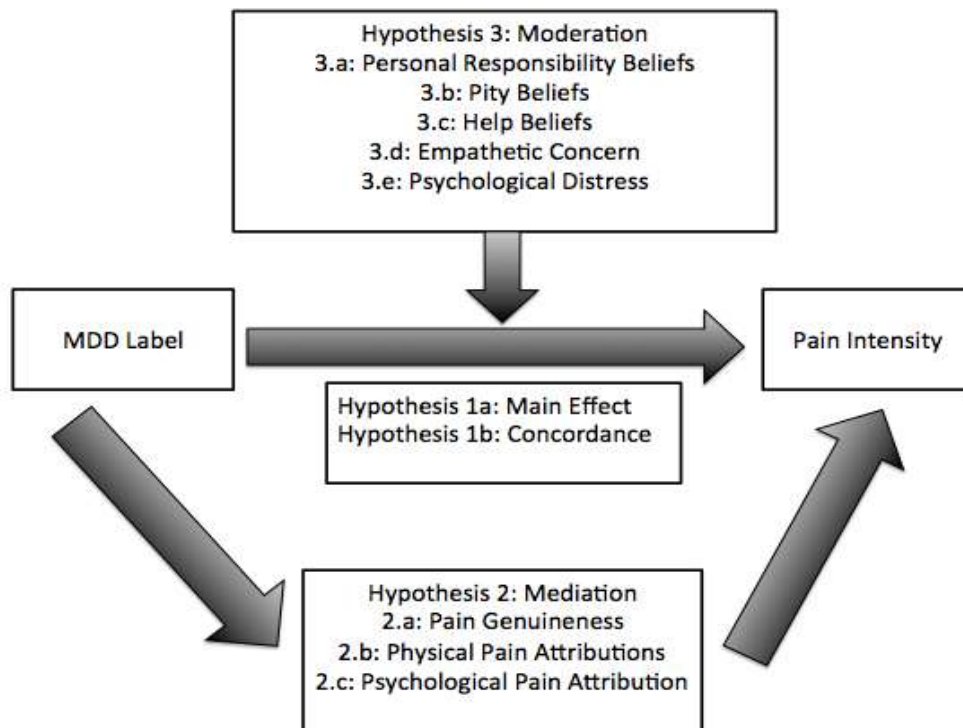 Hypothesis 3: Moderation
3.a: Personal Responsibility Beliefs
3.b: Pity Beliefs
3.c: Help Beliefs
3.d: Empathetic Concern
3.e: Psychological Distress
MDD Label
Pain Intensity
Hypothesis 1a: Main Effect
Hypothesis 1b: Concordance
Hypothesis 2: Mediation
2.a: Pain Genuineness
2.b: Physical Pain Attributions
2.c: Psychological Pain Attribution